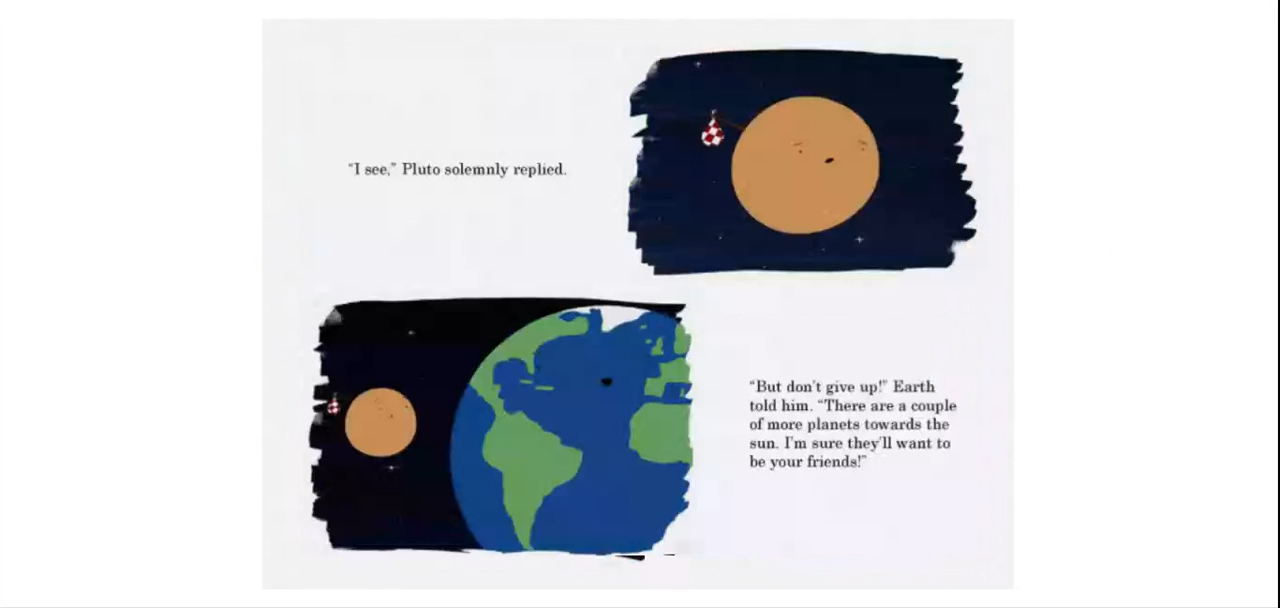 “I see,” Pluto solemnly replied.
“But don’t give up!” Earth
told him. “There are a couple
of more planets towards the
sun. I’m sure they’ll want to
be your friends!”